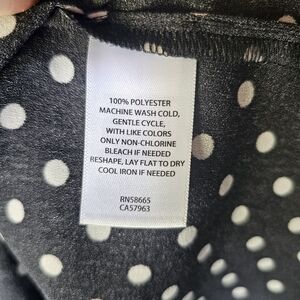 100% POLYESTER
MACHINE WASH COLD,
GENTLE CYCLE,
WITH LIKE COLORS
ONLY NON-CHLORINE
BLEACH IF NEEDED
RESHAPE, LAY FLAT TO DRY
COOL IRON IF NEEDED
RN58665
CA57963